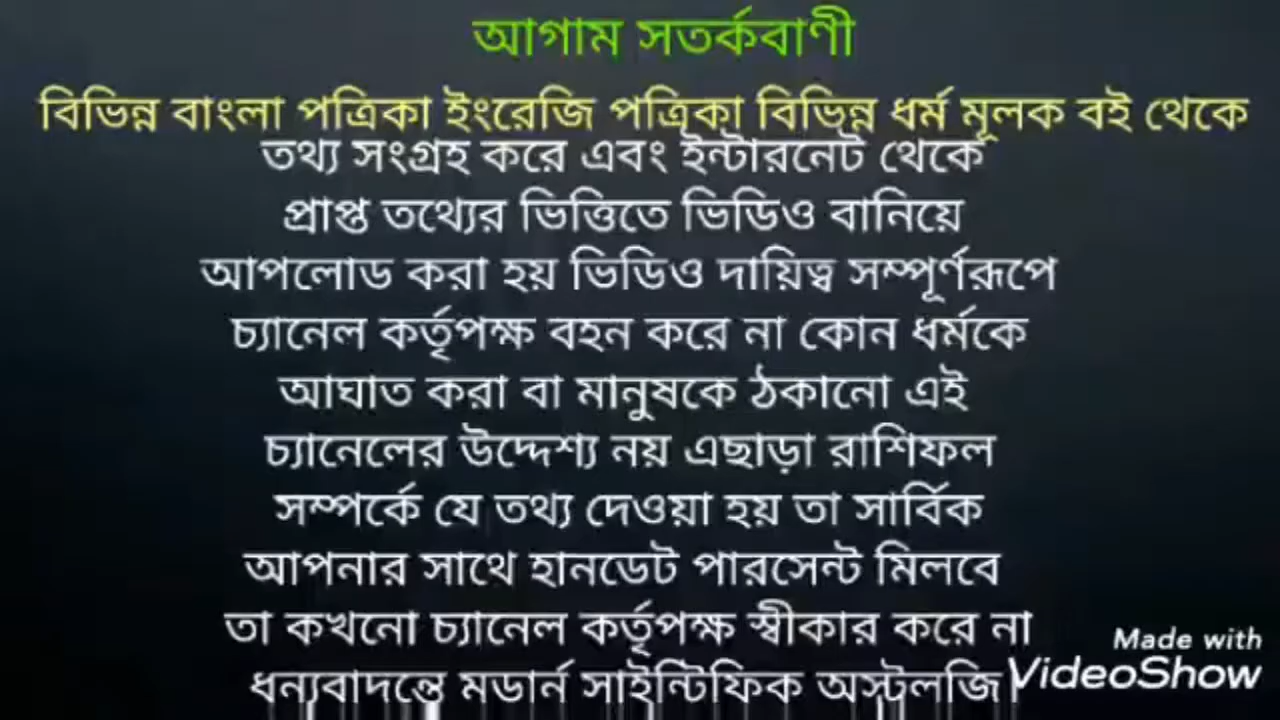 আগাম সতর্কবাণী
বিভিন্ন বাংলা পত্রিকা ইংরেজি পত্রিকা বিভিন্ন ধর্ম মূলক বই থেকে
তথ্য সংগ্রহ করে এবং ইন্টারনেট থেকে
প্রাপ্ত তথ্যের ভিত্তিতে ভিডিও বানিয়ে
আপলোড করা হয় ভিডিও দায়িত্ব সম্পূর্ণরূপে
চ্যানেল কর্তৃপক্ষ বহন করে না কোন ধর্মকে
আঘাত করা বা মানুষকে ঠকানো এই
চ্যানেলের উদ্দেশ্য নয় এছাড়া রাশিফল
সম্পর্কে যে তথ্য দেওয়া হয় তা সার্বিক
আপনার সাথে হানডেট পারসেন্ট মিলবে
তা কখনো চ্যানেল কর্তৃপক্ষ স্বীকার করে না
ধন্যবাদন্তে মডার্ন সাইন্টিফিক অস্ট্রলজি।
Made with
VideoShow